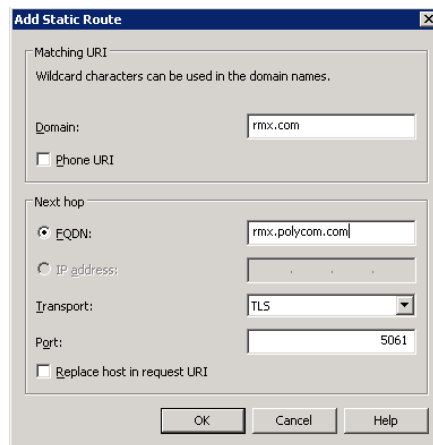 Add Static Route
Matching URI
Wildcard characters can be used in the domain names.
Domain: rmx.com
Phone URI
Next hop
FQDN: rmx.polycom.com
IP address: . . .
Transport: TLS
Port: 5061
Replace host in request URI
OK Cancel Help